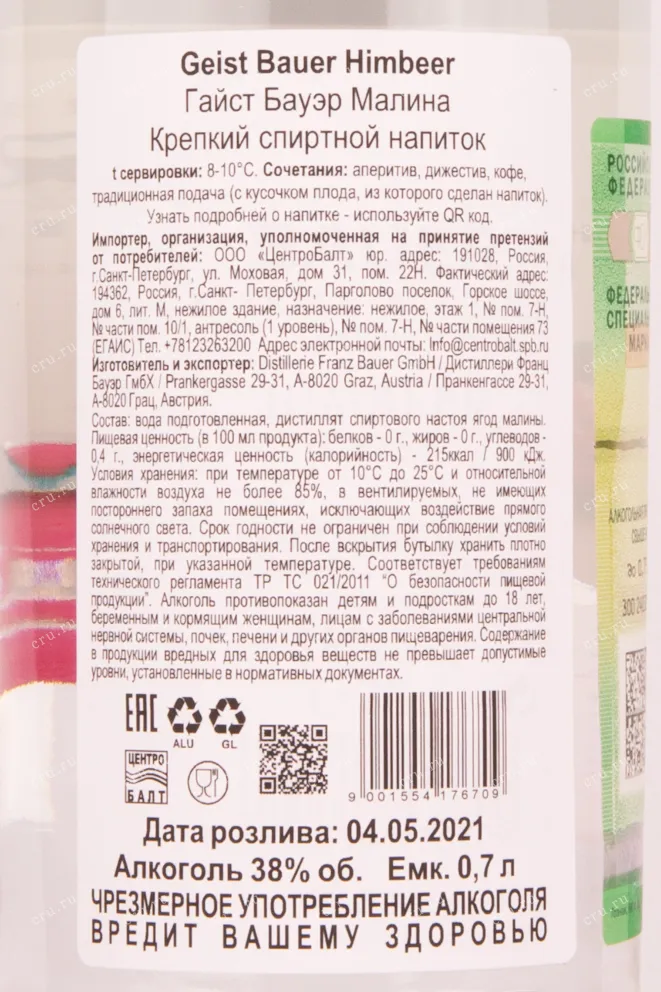 Geist Bauer Himbeer
Гайст Бауэр Малина
Крепкий спиртной напиток
t сервировки: 8-10°С. Сочетания: аперитив, дижестив, кофе,
традиционная подача (с кусочком плода, из которого сделан напиток).
Узнать подробней о напитке - используйте QR код.
Импортер, организация, уполномоченная на принятие претензий
от потребителей: ООО «ЦентроБалт» юр. адрес: 191028, Россия,
г.Санкт-Петербург, ул. Моховая, дом 31, пом. 22Н. Фактический адрес:
194362, Россия, г.Санкт- Петербург, Парголово поселок, Горское шоссе,
дом 6, лит. М, нежилое здание, назначение: нежилое, этаж 1, № пом. 7-Н,
№ части пом. 10/1, антресоль (1 уровень), № пом. 7-Н, № части помещения 73
(ЕГАИС) Тел. +78123263200 Адрес электронной почты: Info@centrobalt.spb.ru
Изготовитель и экспортер: Distillerie Franz Bauer GmbH / Дистиллери Франц
Бауэр ГмбХ / Prankergasse 29-31, A-8020 Graz, Austria / Пранкенгассе 29-31,
А-8020 Грац, Австрия.
Состав: вода подготовленная, дистиллят спиртового настоя ягод малины.
Пищевая ценность (в 100 мл продукта): белков - 0 г., жиров - 0 г., углеводов -
0,4 г., энергетическая ценность (калорийность) - 215ккал / 900 кДж.
Условия хранения: при температуре от 10°С до 25°С и относительной
влажности воздуха не более 85%, в вентилируемых, не имеющих
постороннего запаха помещениях, исключающих воздействие прямого
солнечного света. Срок годности не ограничен при соблюдении условий
хранения и транспортирования. После вскрытия бутылку хранить плотно
закрытой, при указанной температуре. Соответствует требованиям
технического регламента ТР ТС 021/2011 "О безопасности пищевой
продукции". Алкоголь противопоказан детям и подросткам до 18 лет,
беременным и кормящим женщинам, лицам с заболеваниями центральной
нервной системы, почек, печени и других органов пищеварения. Содержание
в продукции вредных для здоровья веществ не превышает допустимые
уровни, установленные в нормативных документах.
EAC
ALU GL
ЦЕНТРО
БАЛТ
9 001554 176709
Дата розлива: 04.05.2021
Алкоголь 38% об. Емк. 0,7 л
ЧРЕЗМЕРНОЕ УПОТРЕБЛЕНИЕ АЛКОГОЛЯ
ВРЕДИТ ВАШЕМУ ЗДОРОВЬЮ
cru.ru